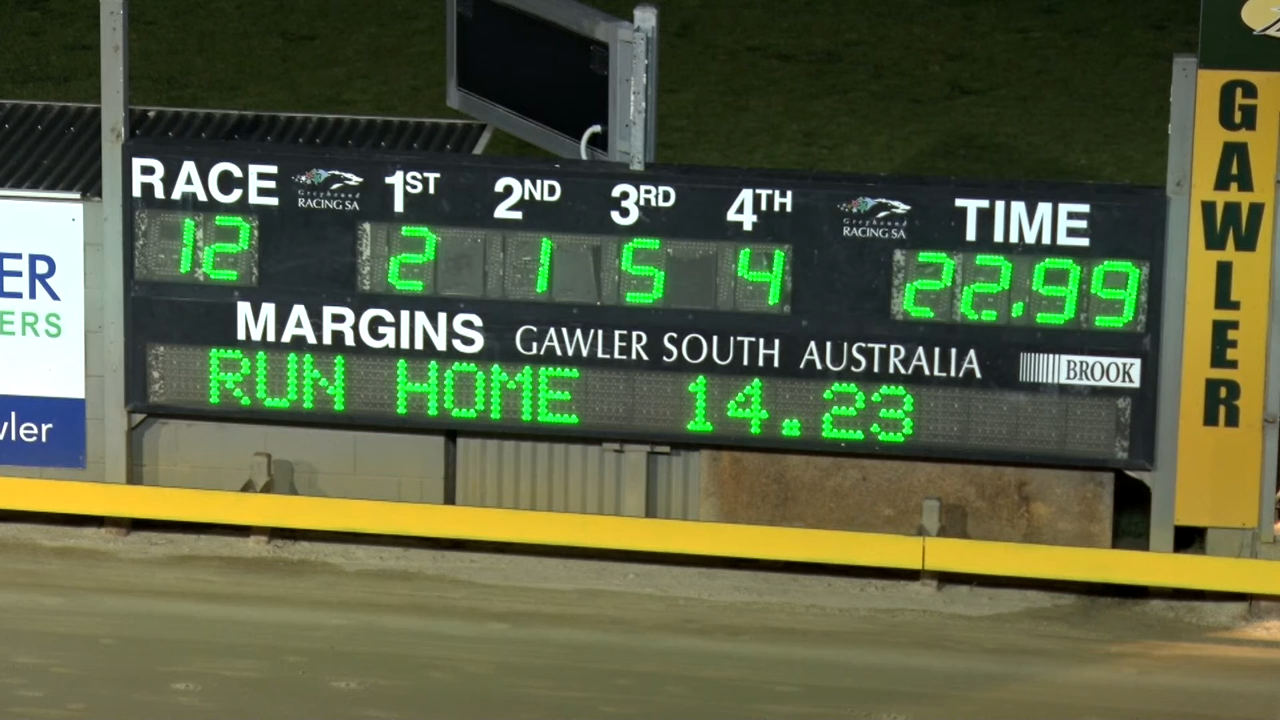 RACE Greyhound RACING SA 1ST 2ND 3RD 4TH Greyhound RACING SA TIME
12 2 1 5 4 22.99
MARGINS GAWLER SOUTH AUSTRALIA BROOK
RUN HOME 14.23
GAWLER
ER
ERS
wler